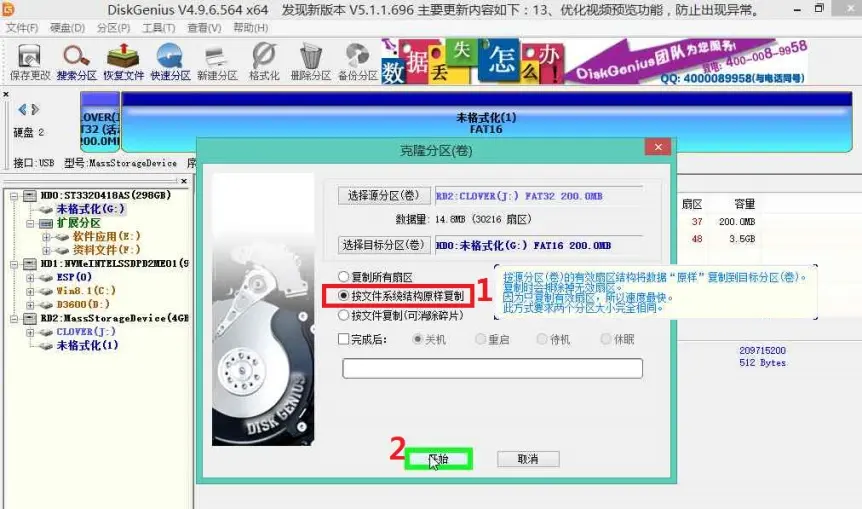 DiskGenius V4.9.6.564 x64 发现新版本 V5.1.1.696 主要更新内容如下：13、优化视频预览功能，防止出现异常。
文件(F) 硬盘(D) 分区(P) 工具(T) 查看(V) 帮助(H)
保存更改 搜索分区 恢复文件 快速分区 新建分区 格式化 删除分区 备份分区
数据丢失怎么办!
DiskGenius团队为您服务!
致电: 400-008-9958
QQ: 4000089958(与电话同号)
硬盘 2
未格式化(1)
FAT16
接口:USB 型号:MassStorageDevice 序
HD0:ST3320418AS(298GB)
未格式化(G:)
扩展分区
软件应用(E:)
资料文件(F:)
HD1:NVMeINTELSSDPD2MEO1(9
ESP(0)
Win8.1(C:)
D3600(D:)
RD2:MassStorageDevice(4GB
CLOVER(J:)
未格式化(1)
克隆分区(卷)
选择源分区(卷) RD2:CLOVER(J:) FAT32 200.0MB
数据量: 14.8MB (30216 扇区)
选择目标分区(卷) HD0:未格式化(G:) FAT16 200.0MB
复制所有扇区
按文件系统结构原样复制 1
按文件复制(可消除碎片)
按源分区(卷)的有效扇区结构将数据“原样”复制到目标分区(卷)。
复制时会排除掉无效扇区。
因为只复制有效扇区，所以速度最快。
此方式要求两个分区大小完全相同。
完成后: 关机 重启 待机 休眠
DISK GENIUS
2 取消
扇区 容量
37 200.0MB
48 3.5GB
209715200
512 Bytes